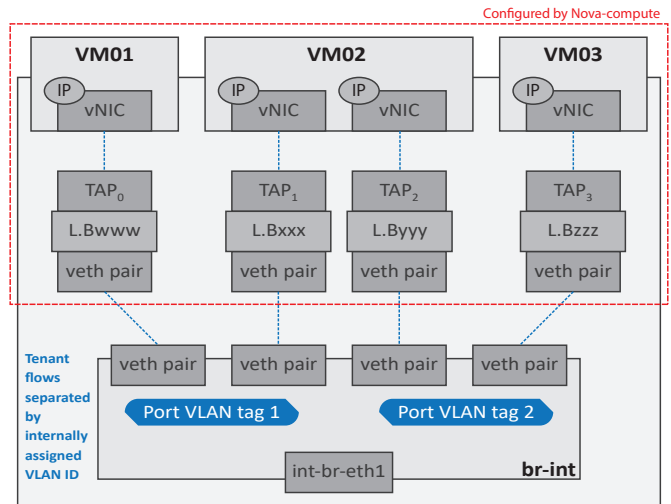 Configured by Nova-compute
VM01
VM02
VM03
IP
IP
IP
IP
vNIC
vNIC
vNIC
vNIC
TAP0
TAP1
TAP2
TAP3
L.Bwww
L.Bxxx
L.Byyy
L.Bzzz
veth pair
veth pair
veth pair
veth pair
Tenant
flows
separated
by
internally
assigned
VLAN ID
veth pair
veth pair
veth pair
veth pair
Port VLAN tag 1
Port VLAN tag 2
int-br-eth1
br-int